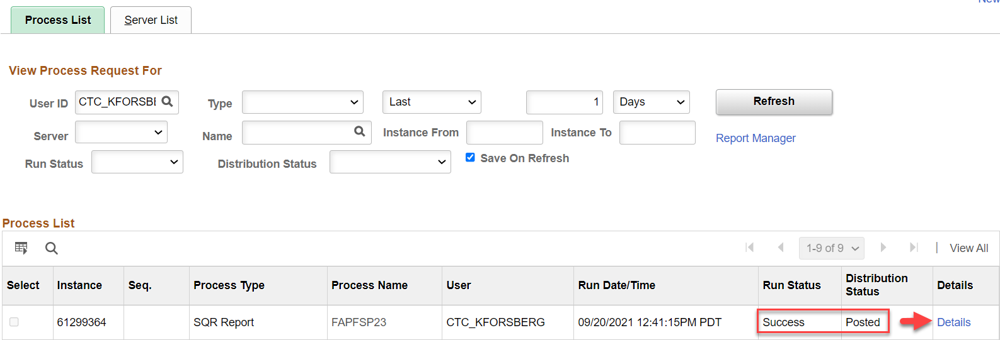 New
Process List
Server List
View Process Request For
User ID CTC_KFORSBE Type Last 1 Days Refresh
Server Name Instance From Instance To Report Manager
Run Status Distribution Status Save On Refresh
Process List
1-9 of 9 | View All
Select Instance Seq. Process Type Process Name User Run Date/Time Run Status Distribution Status Details
61299364 SQR Report FAPFSP23 CTC_KFORSBERG 09/20/2021 12:41:15PM PDT Success Posted Details